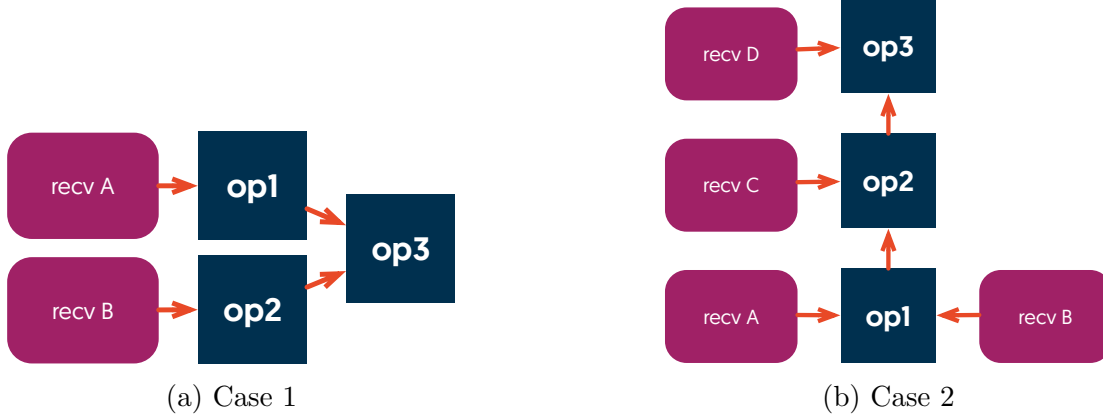 recv A
op1
recv B
op2
op3
(a) Case 1
recv D
op3
recv C
op2
recv A
op1
recv B
(b) Case 2